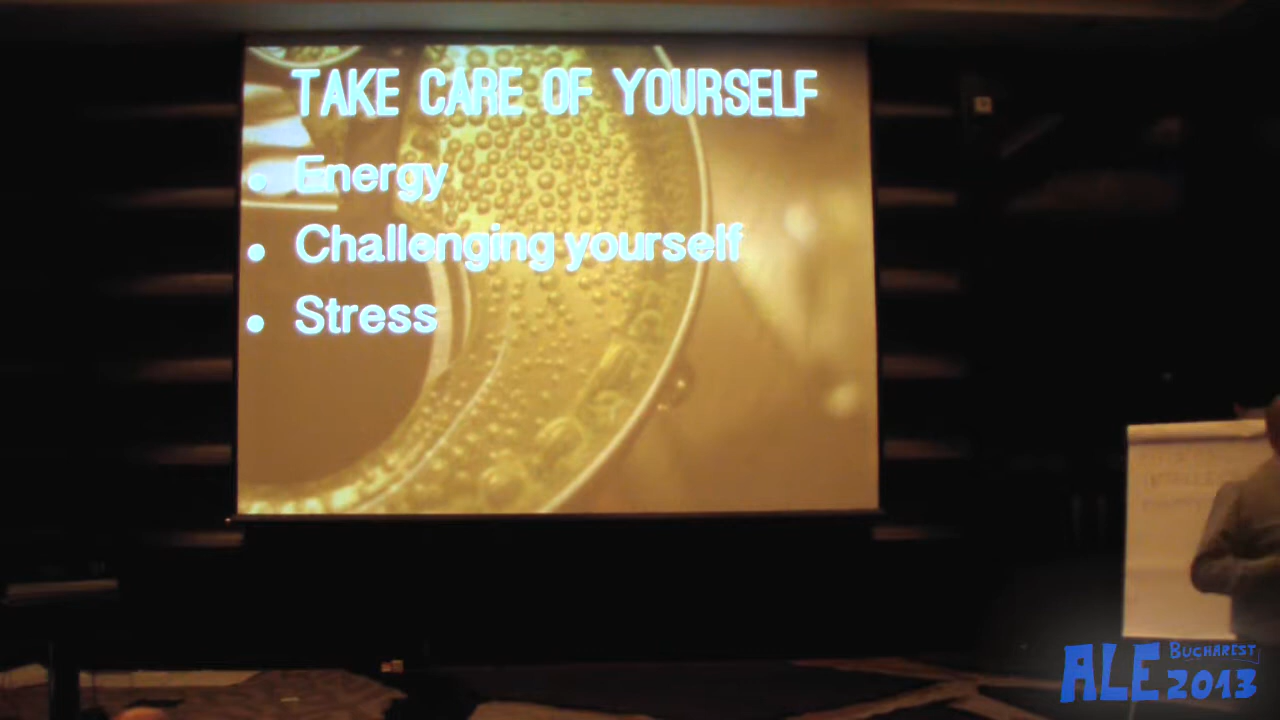 TAKE CARE OF YOURSELF
• Energy
• Challenging yourself
• Stress
ALE BUCHAREST 2013